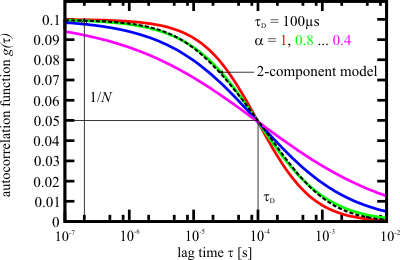 autocorrelation function g(τ)
0.1
0.09
0.08
0.07
0.06
0.05
0.04
0.03
0.02
0.01
0
τD = 100µs
α = 1, 0.8 ... 0.4
2-component model
1/N
τD
10⁻⁷ 10⁻⁶ 10⁻⁵ 10⁻⁴ 10⁻³ 10⁻²
lag time τ [s]